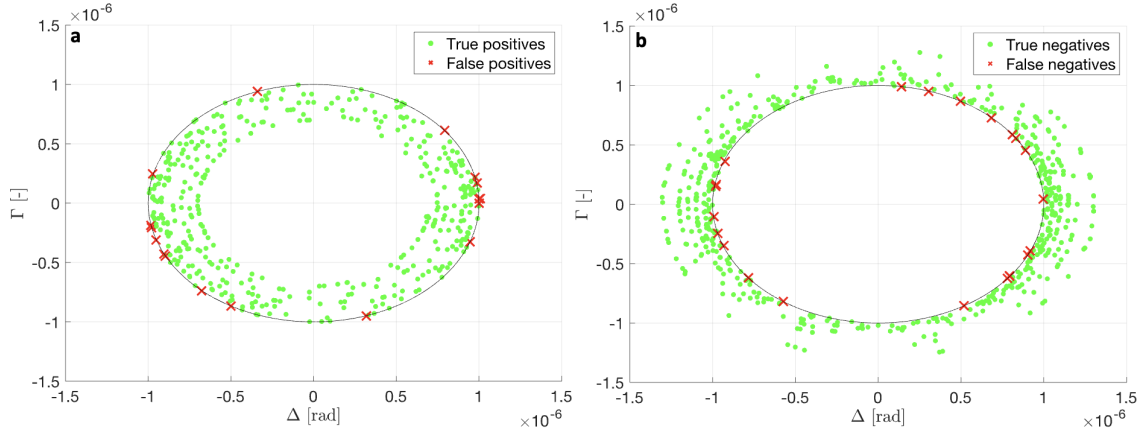 ×10⁻⁶
a
True positives
False positives
1.5
1
0.5
0
-0.5
-1
-1.5
Γ [-]
-1.5 -1 -0.5 0 0.5 1 1.5
Δ [rad]
×10⁻⁶
×10⁻⁶
b
True negatives
False negatives
1.5
1
0.5
0
-0.5
-1
-1.5
Γ [-]
-1.5 -1 -0.5 0 0.5 1 1.5
Δ [rad]
×10⁻⁶